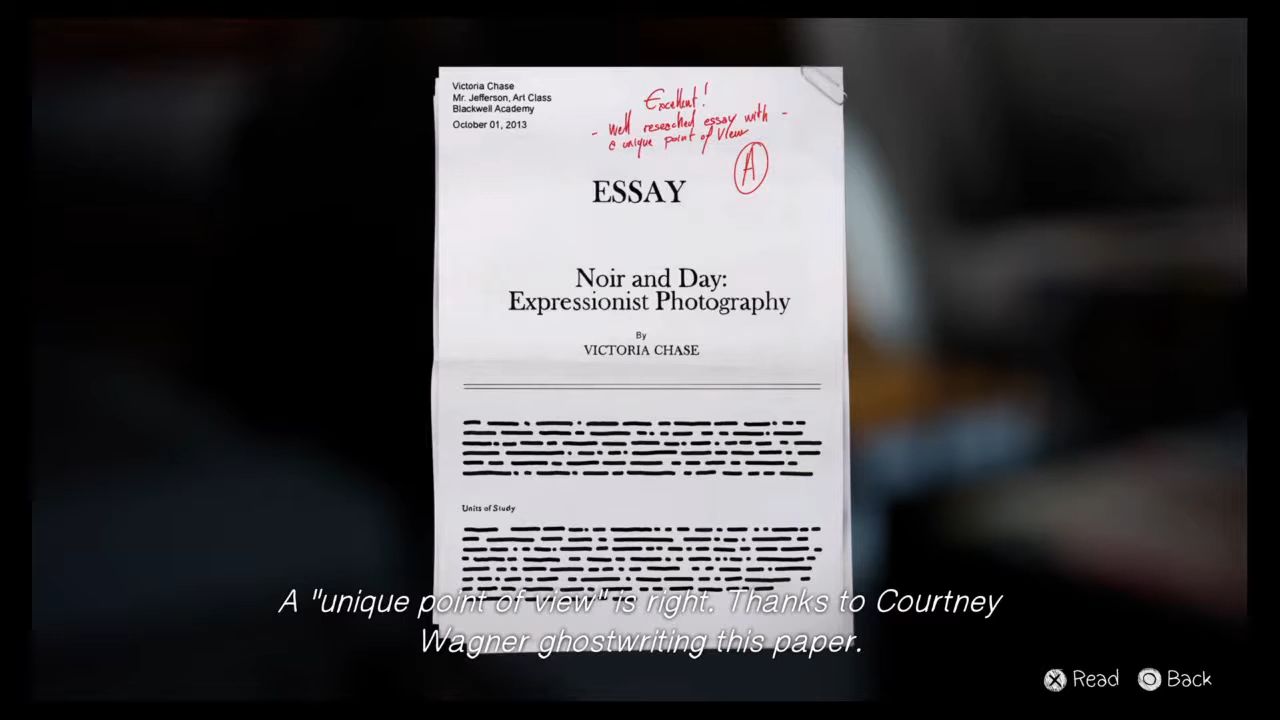 Victoria Chase
Mr. Jefferson, Art Class
Blackwell Academy
October 01, 2013
Excellent!
- Well reseached essay with -
a unique point of View
A
ESSAY
Noir and Day:
Expressionist Photography
By
VICTORIA CHASE
Units of Study
A "unique point of view" is right. Thanks to Courtney
Wagner ghostwriting this paper.
Read
Back